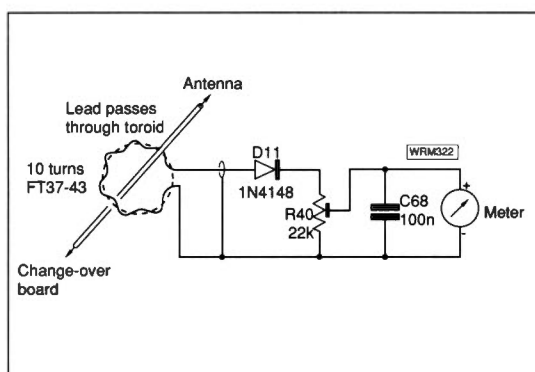 Antenna
Lead passes
through toroid
10 turns
FT37-43
D11
1N4148
WRM322
R40
22k
C68
100n
+
Meter
-
Change-over
board